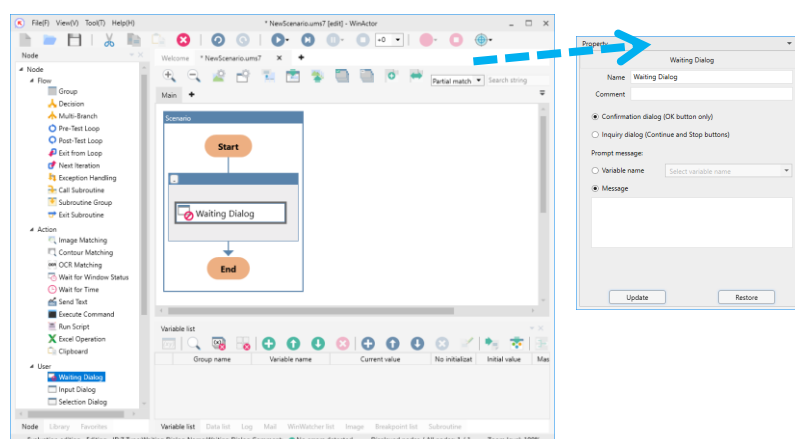 File(F) View(V) Tool(T) Help(H)
* NewScenario.ums7 [edit] - WinActor
+0
Node
Node
Flow
Group
Decision
Multi-Branch
Pre-Test Loop
Post-Test Loop
Exit from Loop
Next Iteration
Exception Handling
Call Subroutine
Subroutine Group
Exit Subroutine
Action
Image Matching
Contour Matching
OCR Matching
Wait for Window Status
Wait for Time
Send Text
Execute Command
Run Script
Excel Operation
Clipboard
User
Waiting Dialog
Input Dialog
Selection Dialog
Node Library Favorites
Welcome * NewScenario.ums7
Partial match Search string
Main
Scenario
Start
Waiting Dialog
End
Variable list
Group name Variable name Current value No initializat Initial value Mas
Variable list Data list Log Mail WinWatcher list Image Breakpoint list Subroutine
Property
Waiting Dialog
Name Waiting Dialog
Comment
Confirmation dialog (OK button only)
Inquiry dialog (Continue and Stop buttons)
Prompt message:
Variable name Select variable name
Message
Update Restore